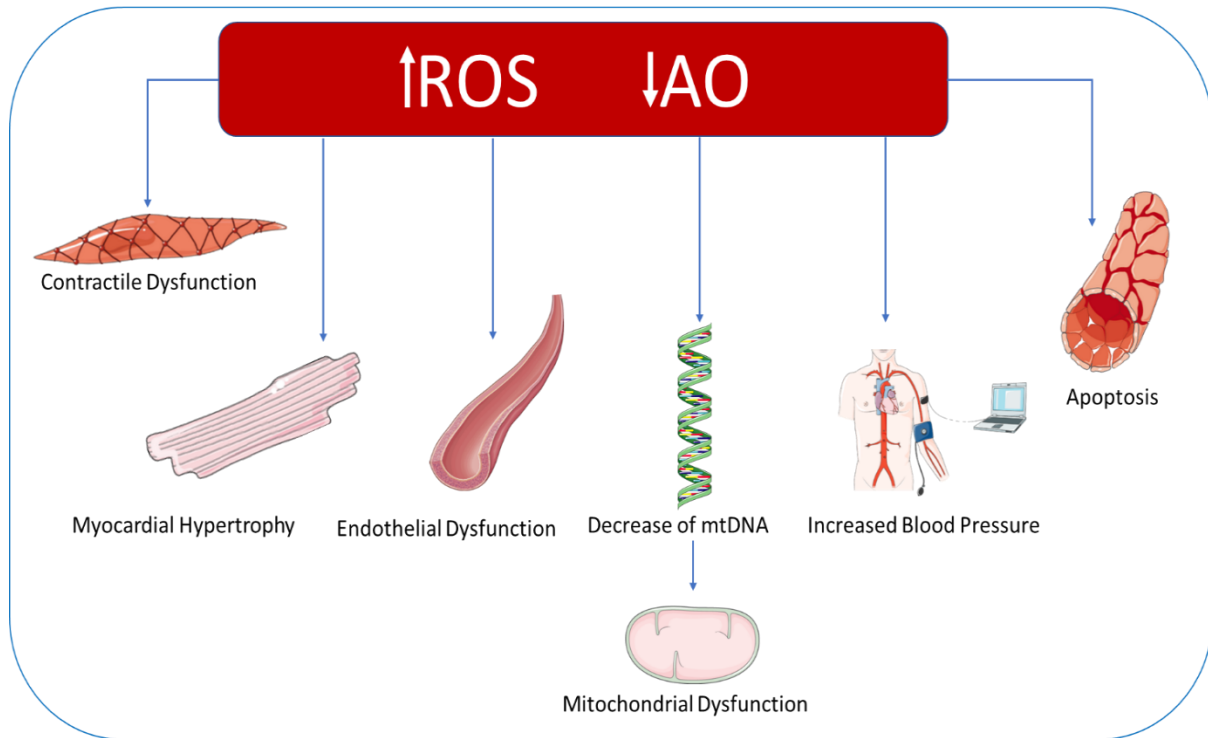 ↑ROS ↓AO
Contractile Dysfunction
Apoptosis
Myocardial Hypertrophy
Endothelial Dysfunction
Decrease of mtDNA
Increased Blood Pressure
Mitochondrial Dysfunction